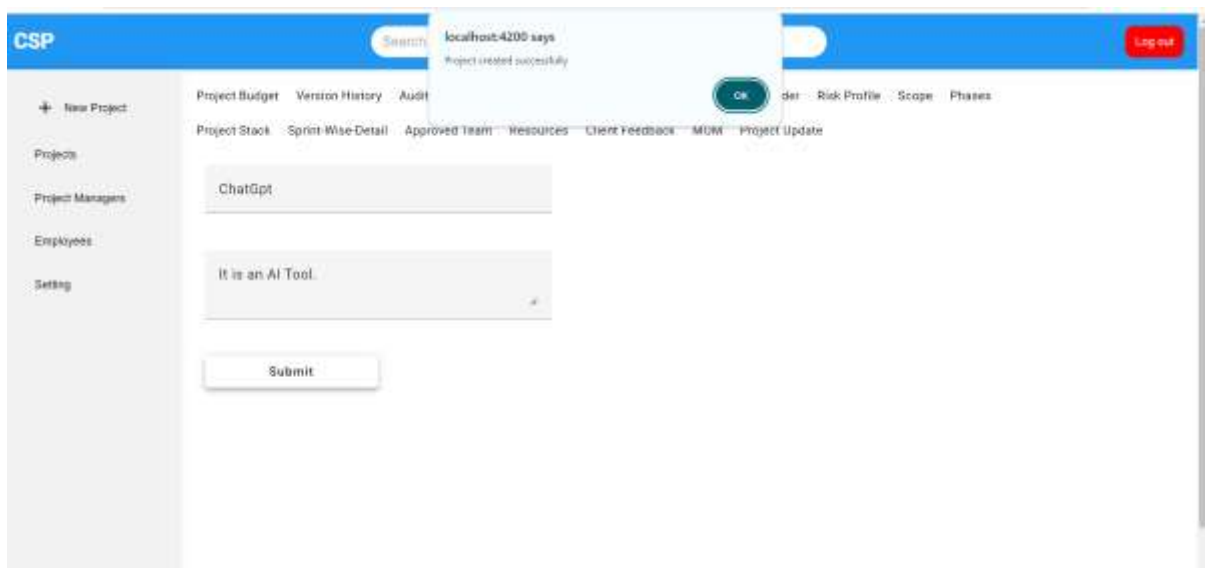 CSP
Search
localhost:4200 says
Project created successfully
OK
Log out
New Project
Projects
Project Managers
Employees
Setting
Project Budget Version History Audit der Risk Profile Scope Phases
Project Stack Sprint-Wise-Detail Approved Team Resources Client Feedback MOM Project Update
ChatGpt
It is an AI Tool.
Submit